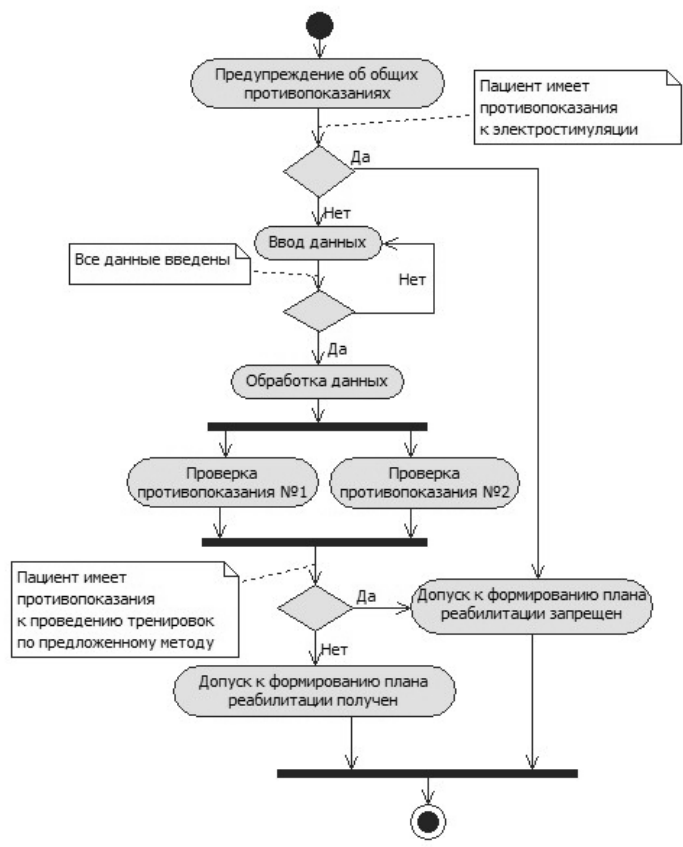 Предупреждение об общих
противопоказаниях
Пациент имеет
противопоказания
к электростимуляции
Да
Нет
Ввод данных
Все данные введены
Нет
Да
Обработка данных
Проверка
противопоказания №1
Проверка
противопоказания №2
Пациент имеет
противопоказания
к проведению тренировок
по предложенному методу
Да
Допуск к формированию плана
реабилитации запрещен
Нет
Допуск к формированию плана
реабилитации получен